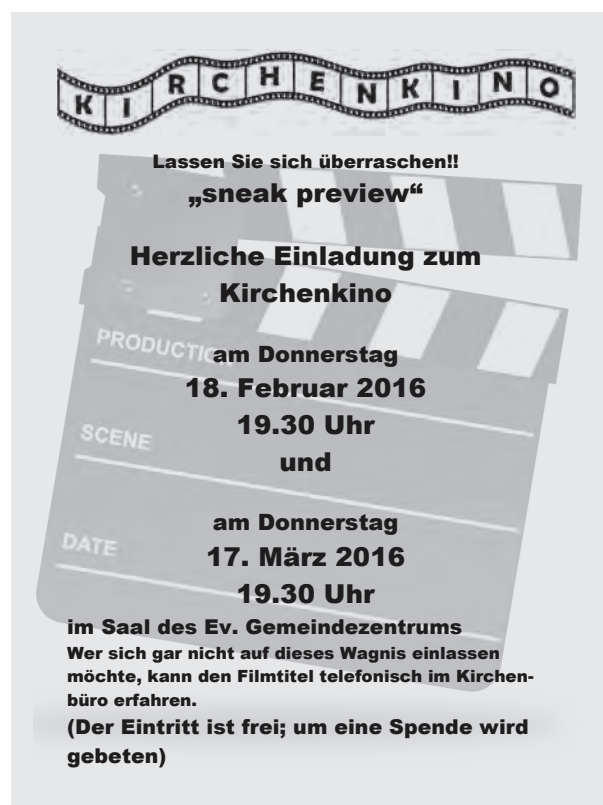 KIRCHENKINO
Lassen Sie sich überraschen!!
„sneak preview“
Herzliche Einladung zum
Kirchenkino
PRODUCTION
am Donnerstag
18. Februar 2016
SCENE
19.30 Uhr
und
am Donnerstag
DATE
17. März 2016
19.30 Uhr
im Saal des Ev. Gemeindezentrums
Wer sich gar nicht auf dieses Wagnis einlassen
möchte, kann den Filmtitel telefonisch im Kirchen-
büro erfahren.
(Der Eintritt ist frei; um eine Spende wird
gebeten)